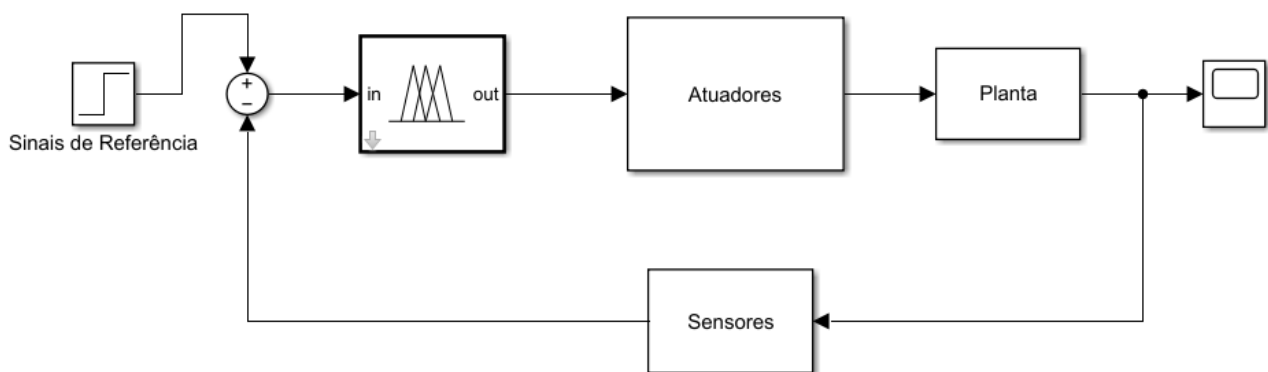 Sinais de Referência
+
−
in
out
Atuadores
Planta
Sensores